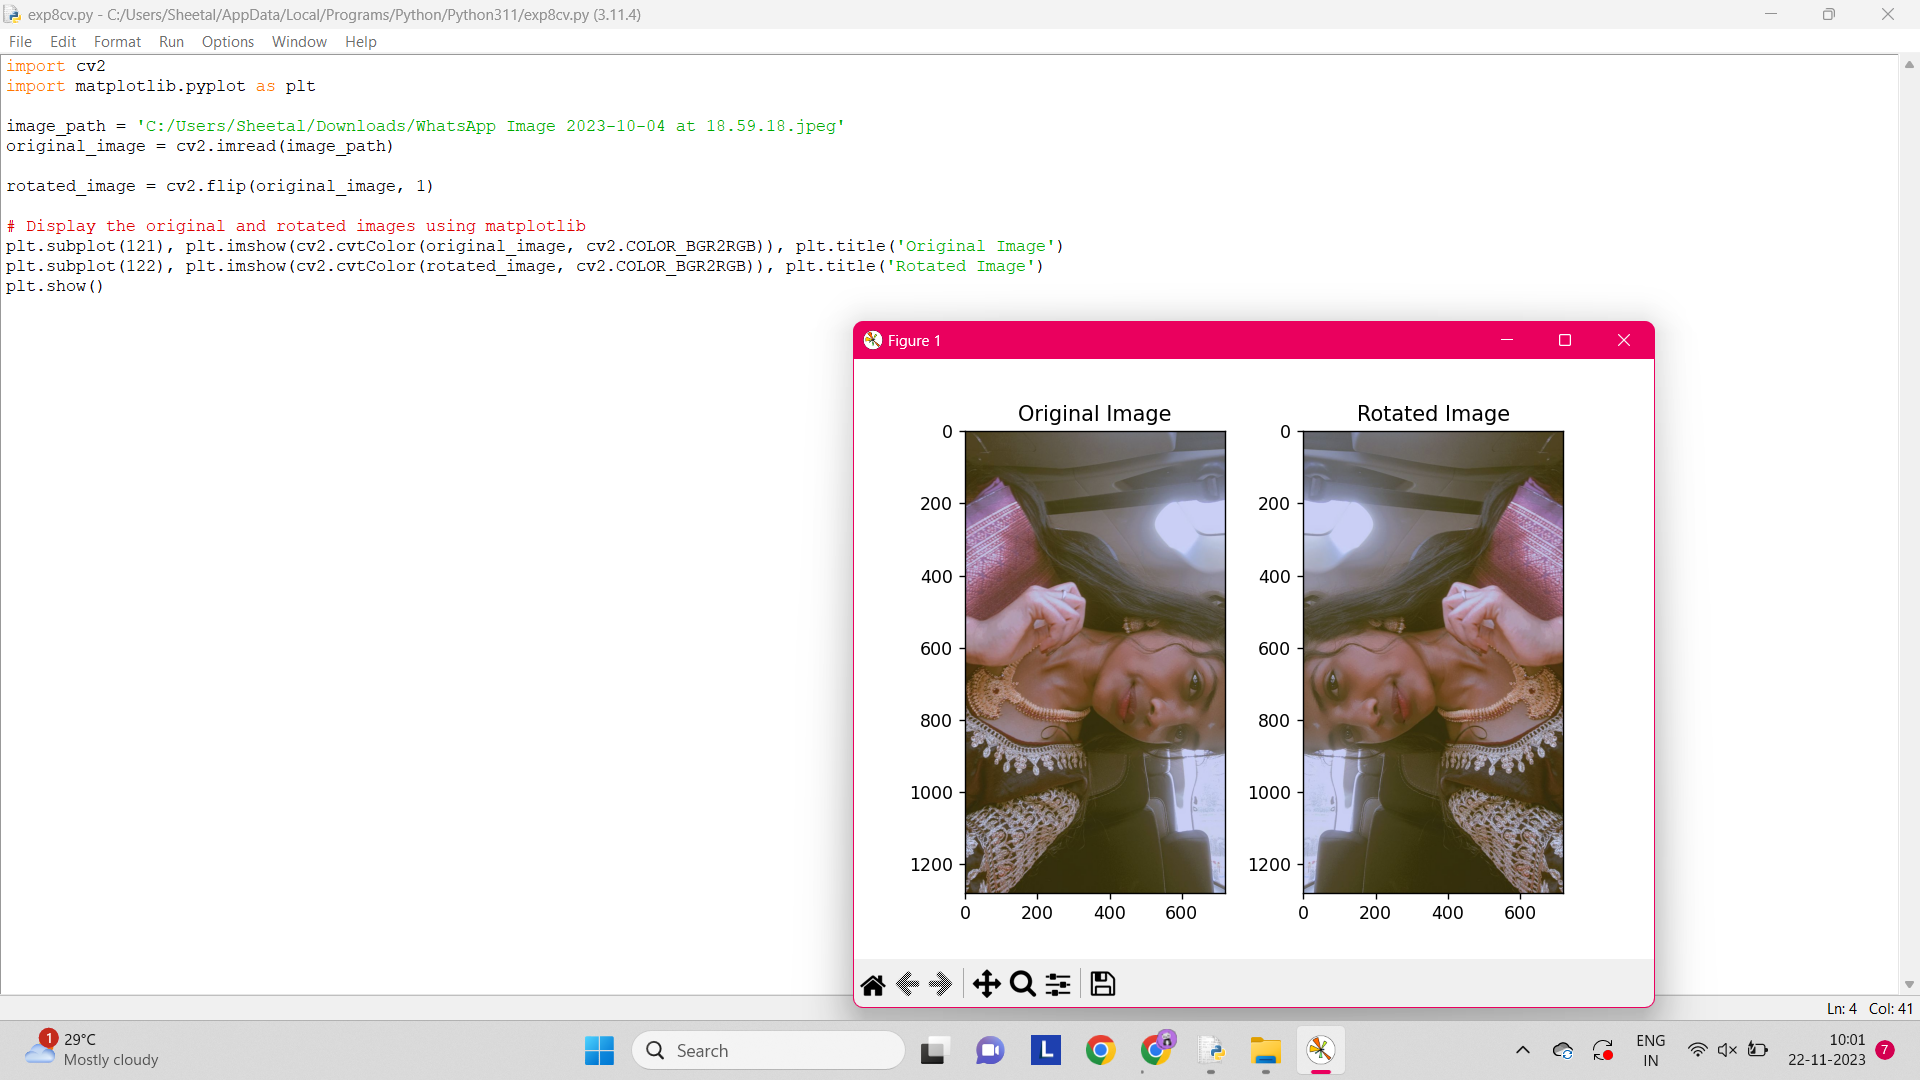 exp8cv.py - C:/Users/Sheetal/AppData/Local/Programs/Python/Python311/exp8cv.py (3.11.4)
File Edit Format Run Options Window Help
import cv2
import matplotlib.pyplot as plt
image_path = 'C:/Users/Sheetal/Downloads/WhatsApp Image 2023-10-04 at 18.59.18.jpeg'
original_image = cv2.imread(image_path)
rotated_image = cv2.flip(original_image, 1)
# Display the original and rotated images using matplotlib
plt.subplot(121), plt.imshow(cv2.cvtColor(original_image, cv2.COLOR_BGR2RGB)), plt.title('Original Image')
plt.subplot(122), plt.imshow(cv2.cvtColor(rotated_image, cv2.COLOR_BGR2RGB)), plt.title('Rotated Image')
plt.show()
Figure 1
Original Image
0
200
400
600
800
1000
1200
0 200 400 600
Rotated Image
0
200
400
600
800
1000
1200
0 200 400 600
Ln: 4 Col: 41
1
29°C
Mostly cloudy
Search
L
ENG
IN
10:01
22-11-2023
7